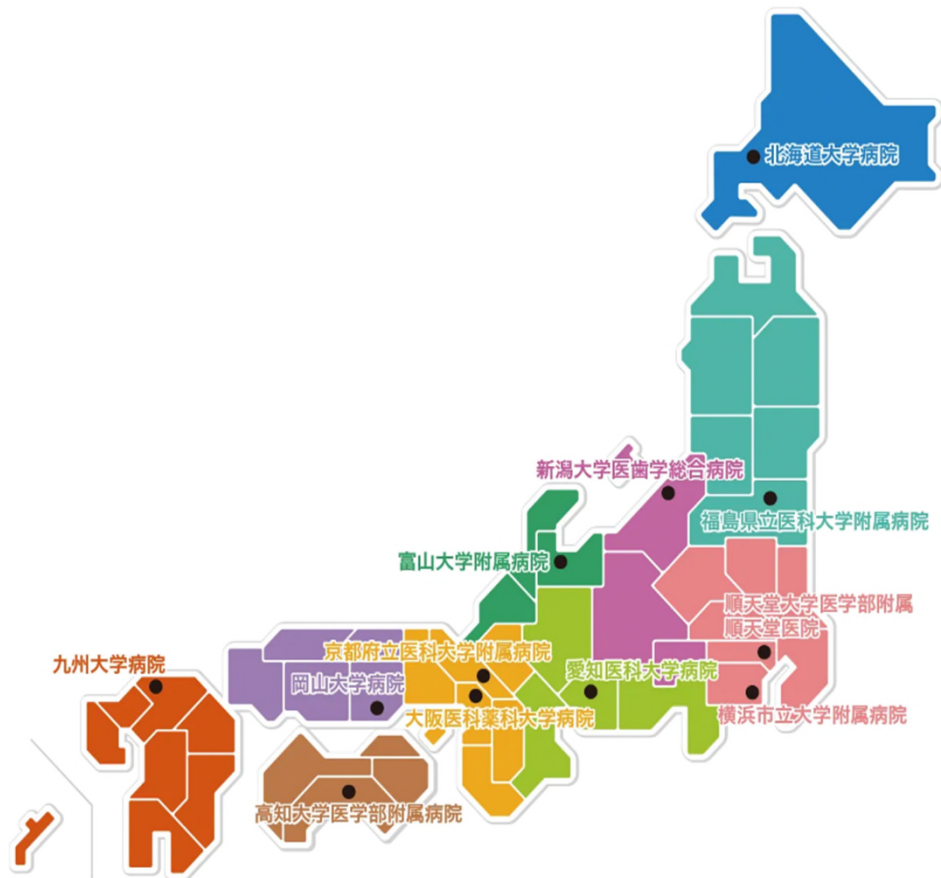 北海道大学病院
新潟大学医歯学総合病院
福島県立医科大学附属病院
富山大学附属病院
順天堂大学医学部附属
順天堂医院
京都府立医科大学附属病院
九州大学病院
愛知医科大学病院
岡山大学病院
大阪医科薬科大学病院
横浜市立大学附属病院
高知大学医学部附属病院